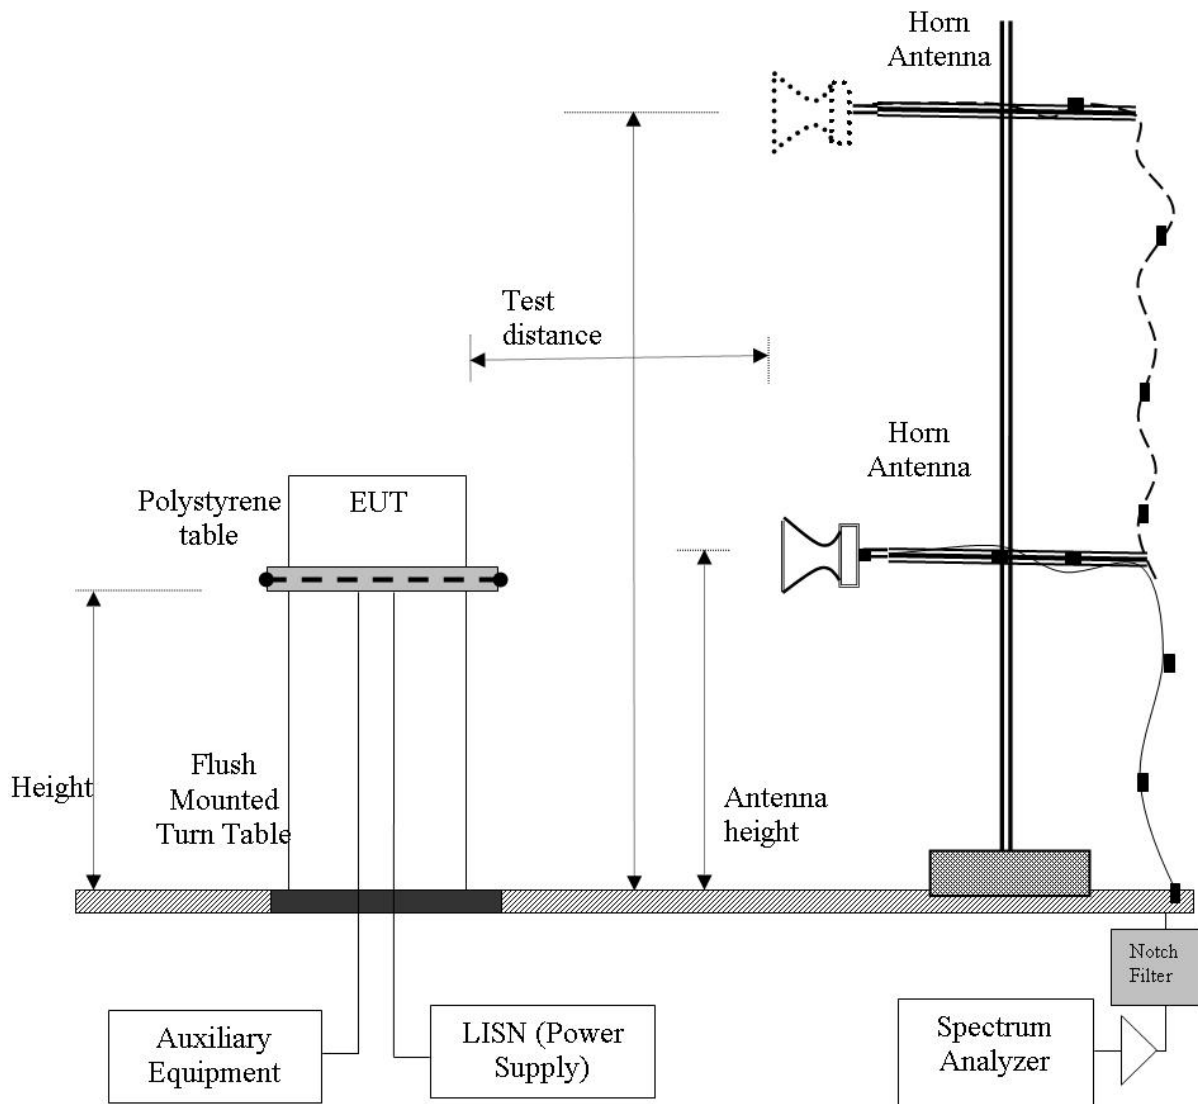 Horn
Antenna
Test
distance
Horn
Antenna
Polystyrene
table
EUT
Height
Flush
Mounted
Turn Table
Antenna
height
Notch
Filter
Auxiliary
Equipment
LISN (Power
Supply)
Spectrum
Analyzer